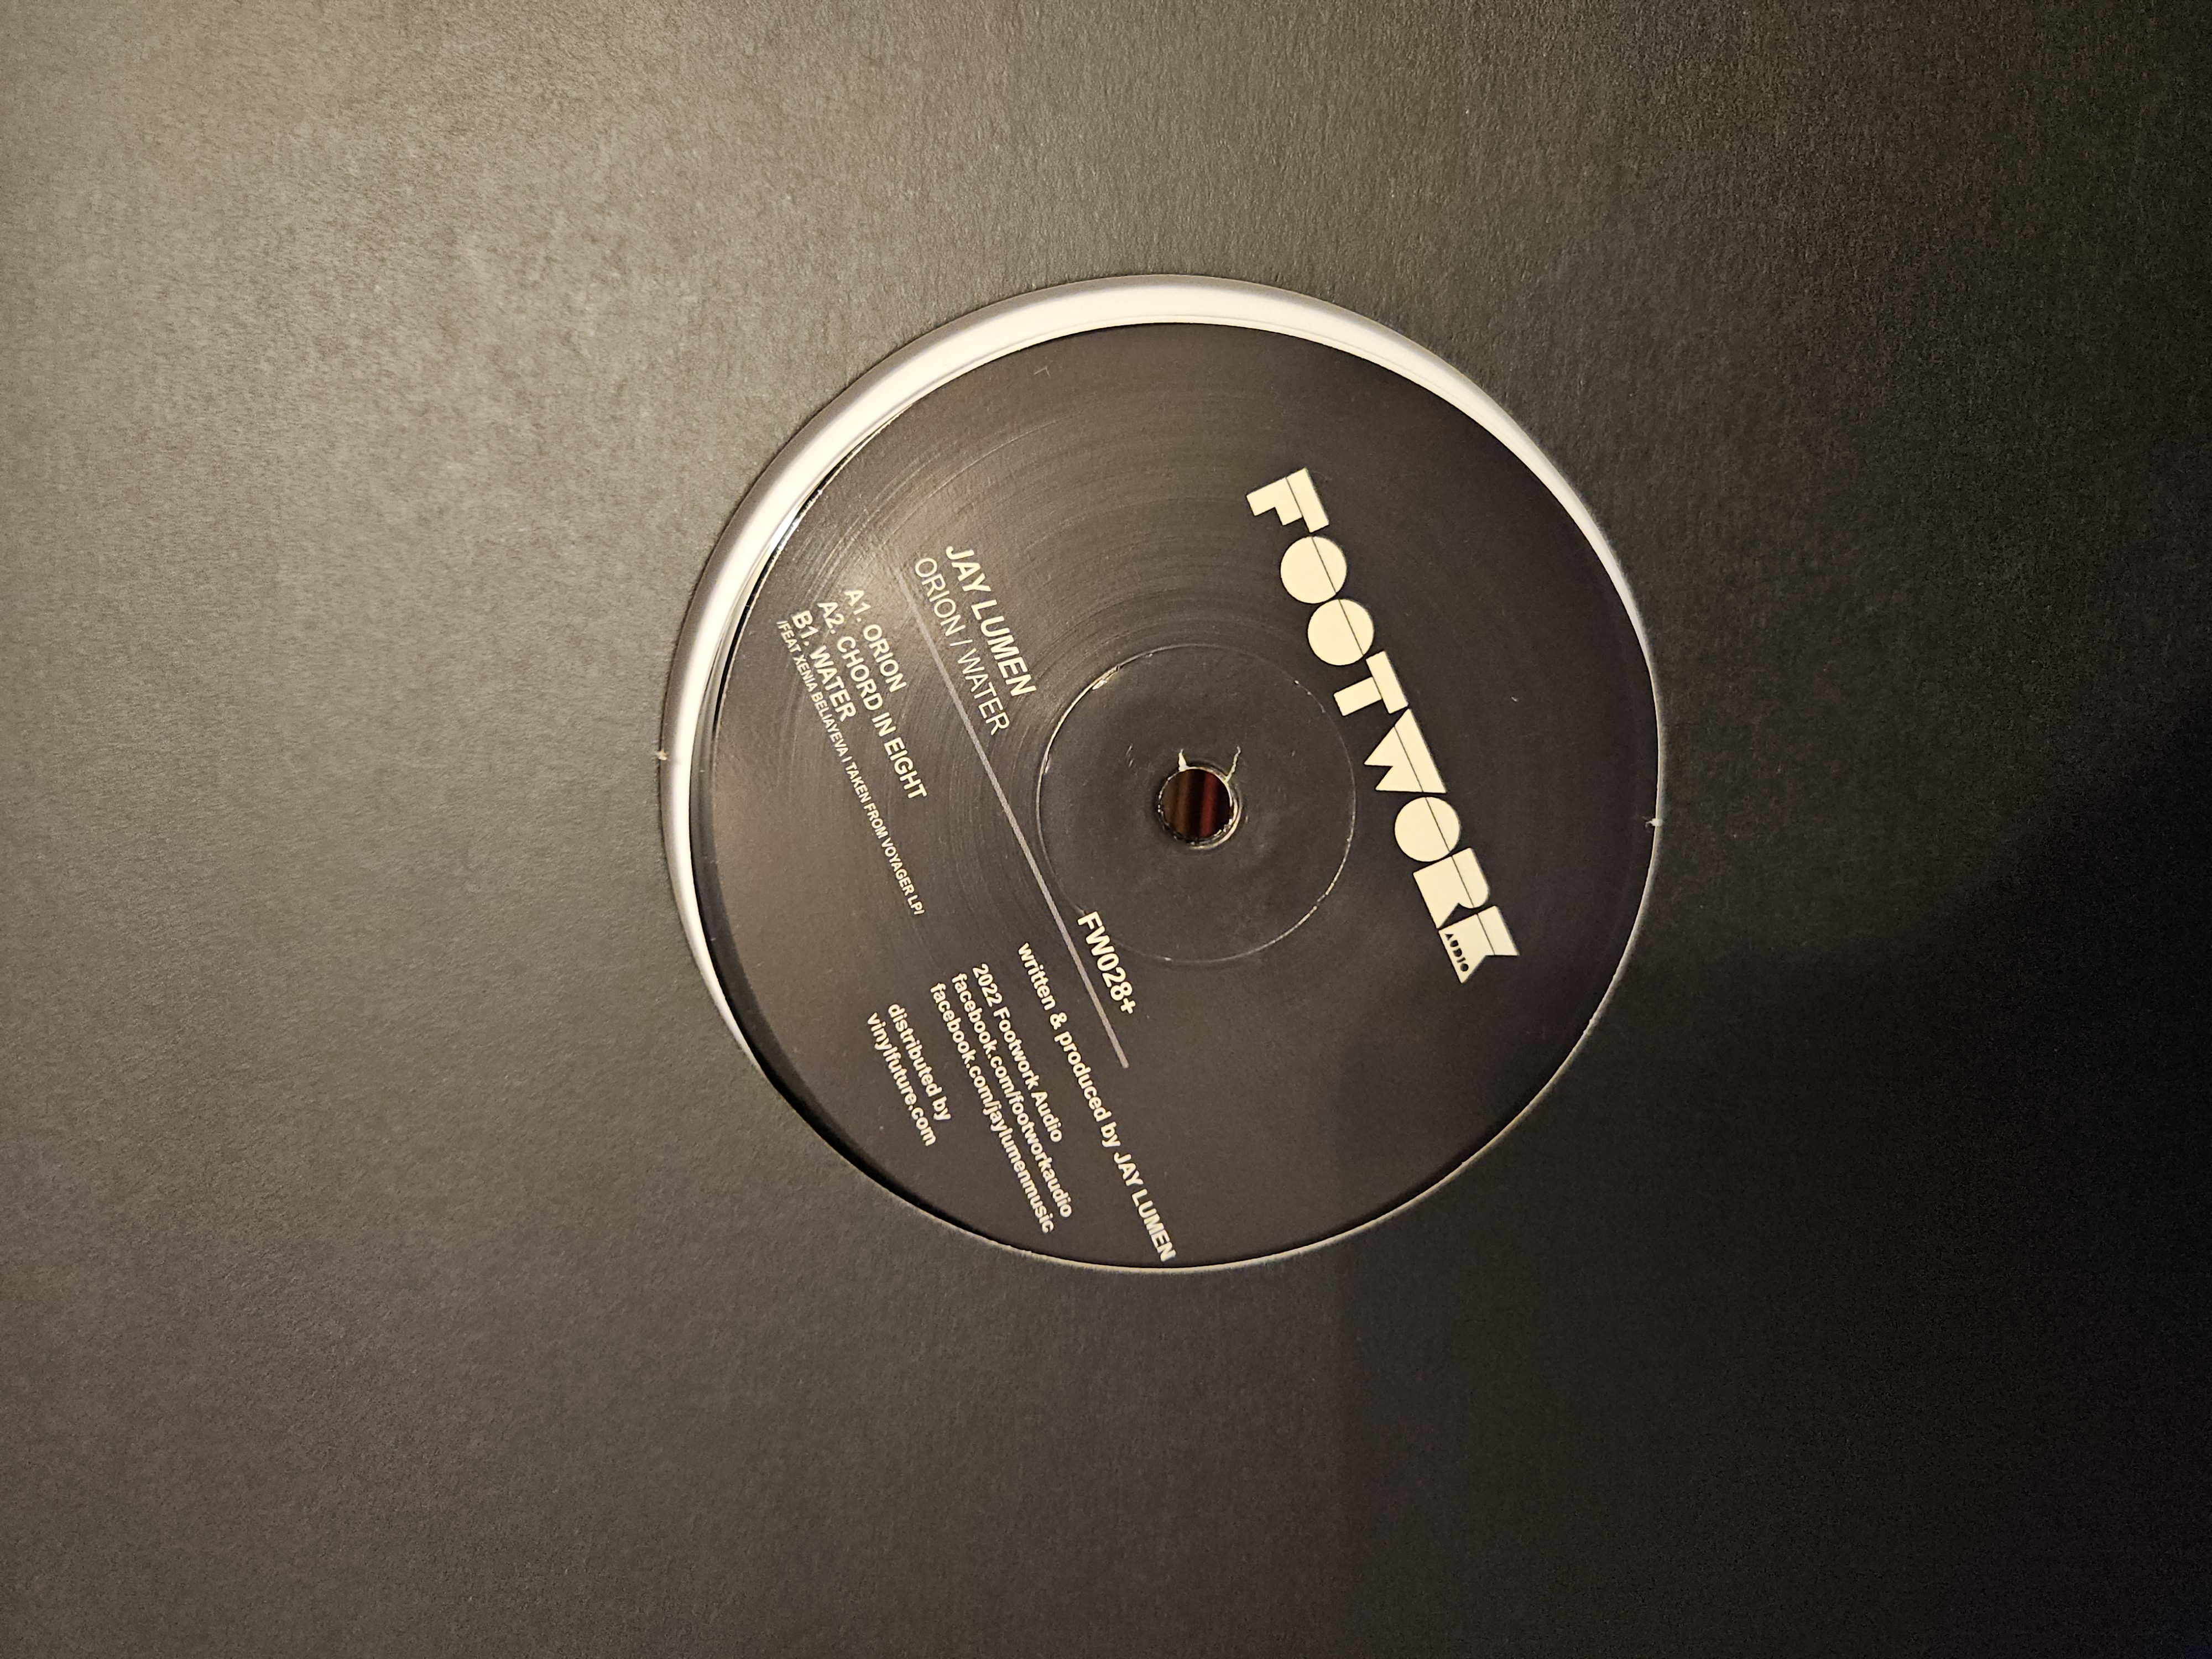 FOOTWORK
AUDIO
FW028+
JAY LUMEN
ORION / WATER
A1. ORION
A2. CHORD IN EIGHT
B1. WATER
/FEAT XENIA BELIAYEVA I TAKEN FROM VOYAGER LP/
written & produced by JAY LUMEN
2022 Footwork Audio
facebook.com/footworkaudio
facebook.com/jaylumenmusic
distributed by
vinylfuture.com